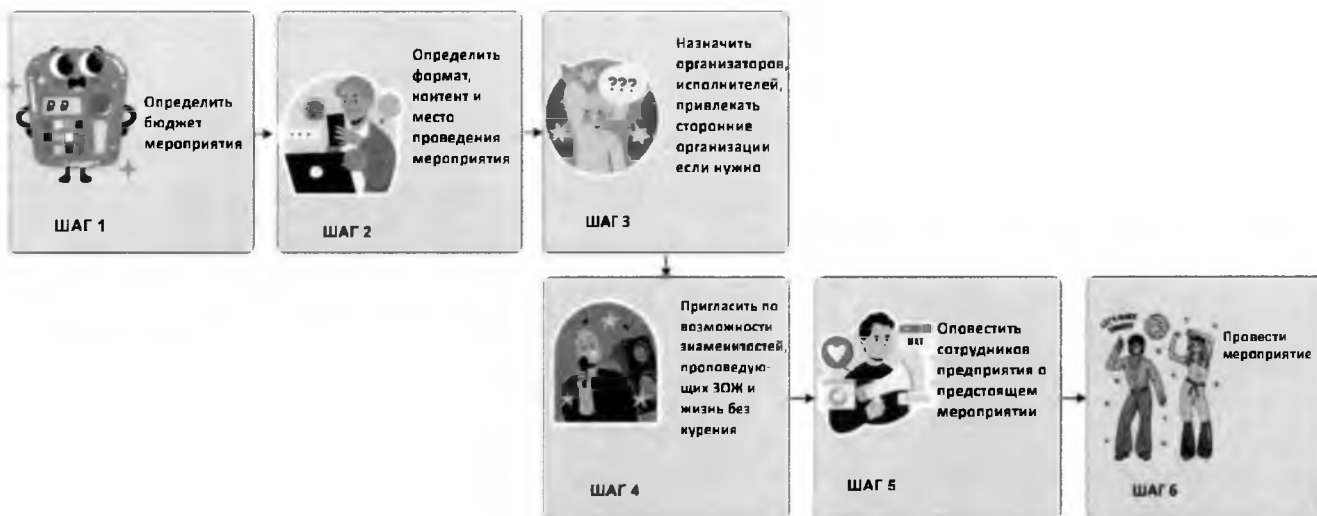 Определить
бюджет
мероприятия
ШАГ 1
Определить
формат,
контент и
место
проведения
мероприятия
ШАГ 2
Назначить
организаторов,
исполнителей,
привлекать
сторонние
организации
если нужно
???
ШАГ 3
Пригласить по
возможности
знаменитостей,
проповедую-
щих ЗОЖ и
жизнь без
курения
ШАГ 4
Оповестить
сотрудников
предприятия о
предстоящем
мероприятии
ШАГ 5
Провести
мероприятие
ШАГ 6